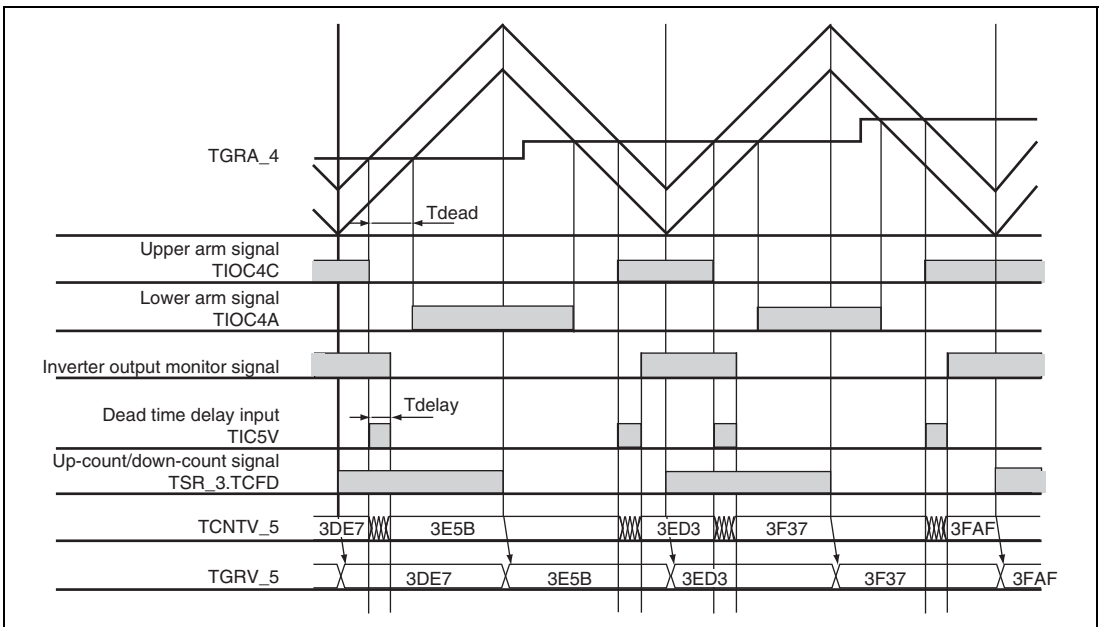 TGRA_4
Tdead
Upper arm signal
TIOC4C
Lower arm signal
TIOC4A
Inverter output monitor signal
Tdelay
Dead time delay input
TIC5V
Up-count/down-count signal
TSR_3.TCFD
TCNTV_5 3DE7 3E5B 3ED3 3F37 3FAF
TGRV_5 3DE7 3E5B 3ED3 3F37 3FAF